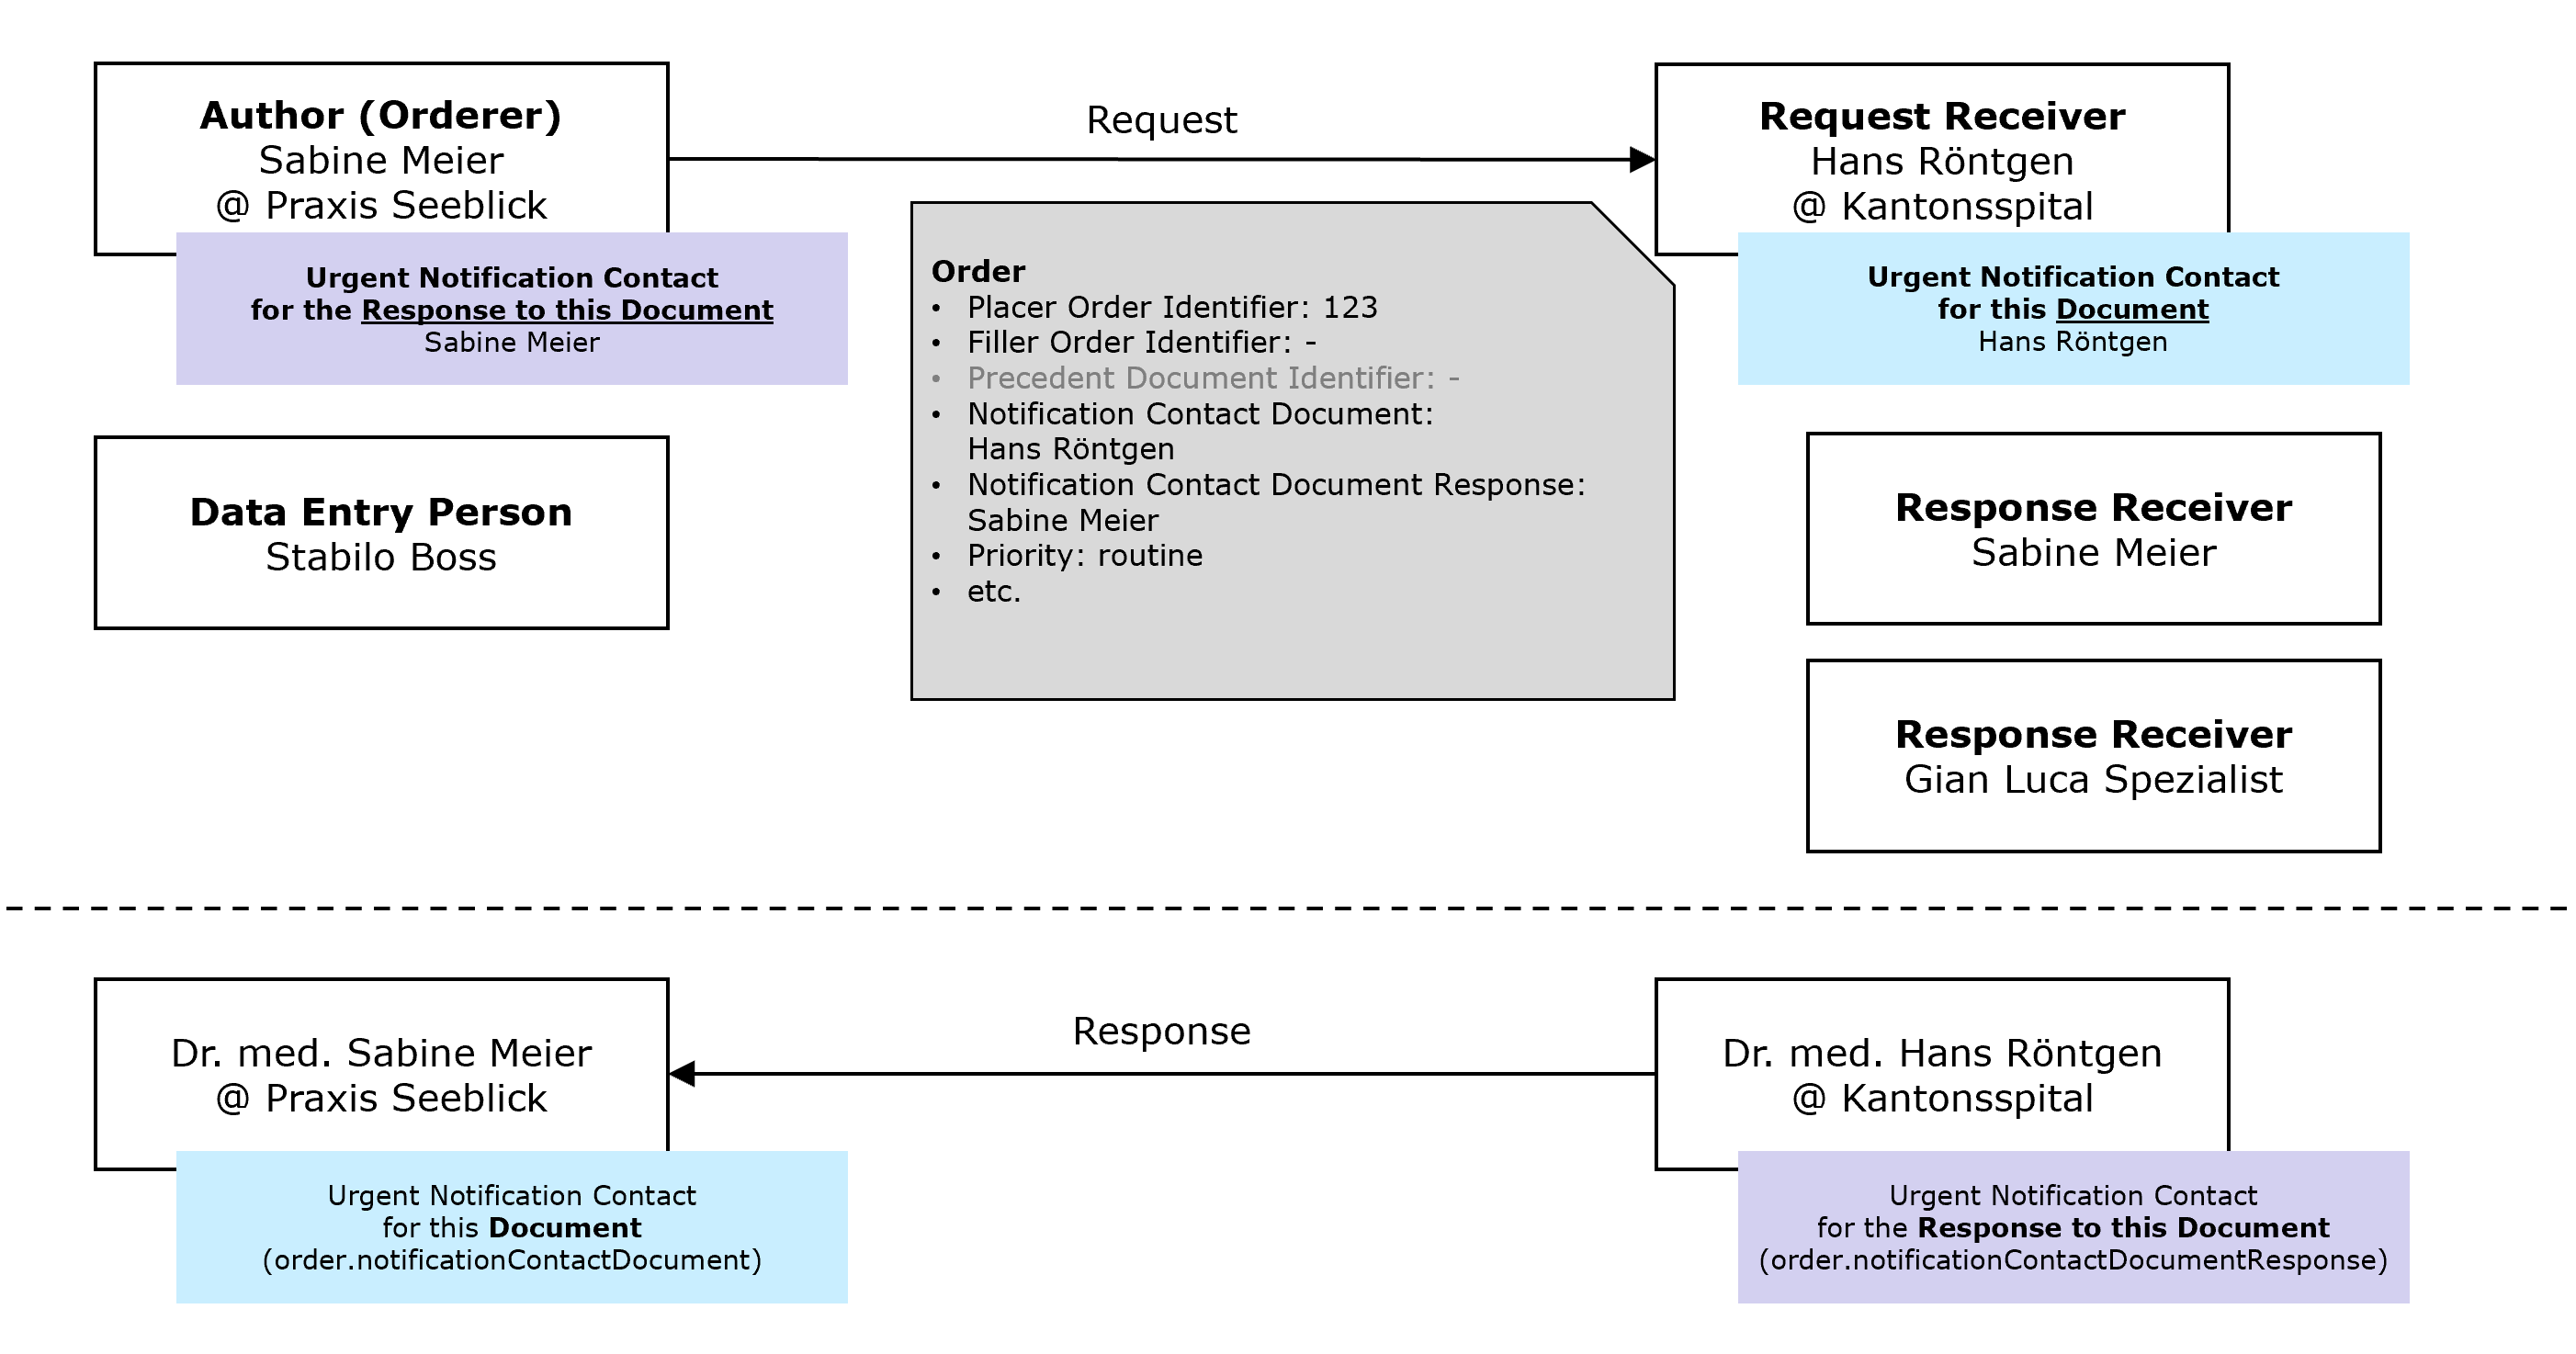 Author (Orderer)
Sabine Meier
@ Praxis Seeblick
Urgent Notification Contact
for the Response to this Document
Sabine Meier
Data Entry Person
Stabilo Boss
Request
Order
• Placer Order Identifier: 123
• Filler Order Identifier: -
• Precedent Document Identifier: -
• Notification Contact Document:
Hans Röntgen
• Notification Contact Document Response:
Sabine Meier
• Priority: routine
• etc.
Request Receiver
Hans Röntgen
@ Kantonsspital
Urgent Notification Contact
for this Document
Hans Röntgen
Response Receiver
Sabine Meier
Response Receiver
Gian Luca Spezialist
Dr. med. Sabine Meier
@ Praxis Seeblick
Urgent Notification Contact
for this Document
(order.notificationContactDocument)
Response
Dr. med. Hans Röntgen
@ Kantonsspital
Urgent Notification Contact
for the Response to this Document
(order.notificationContactDocumentResponse)